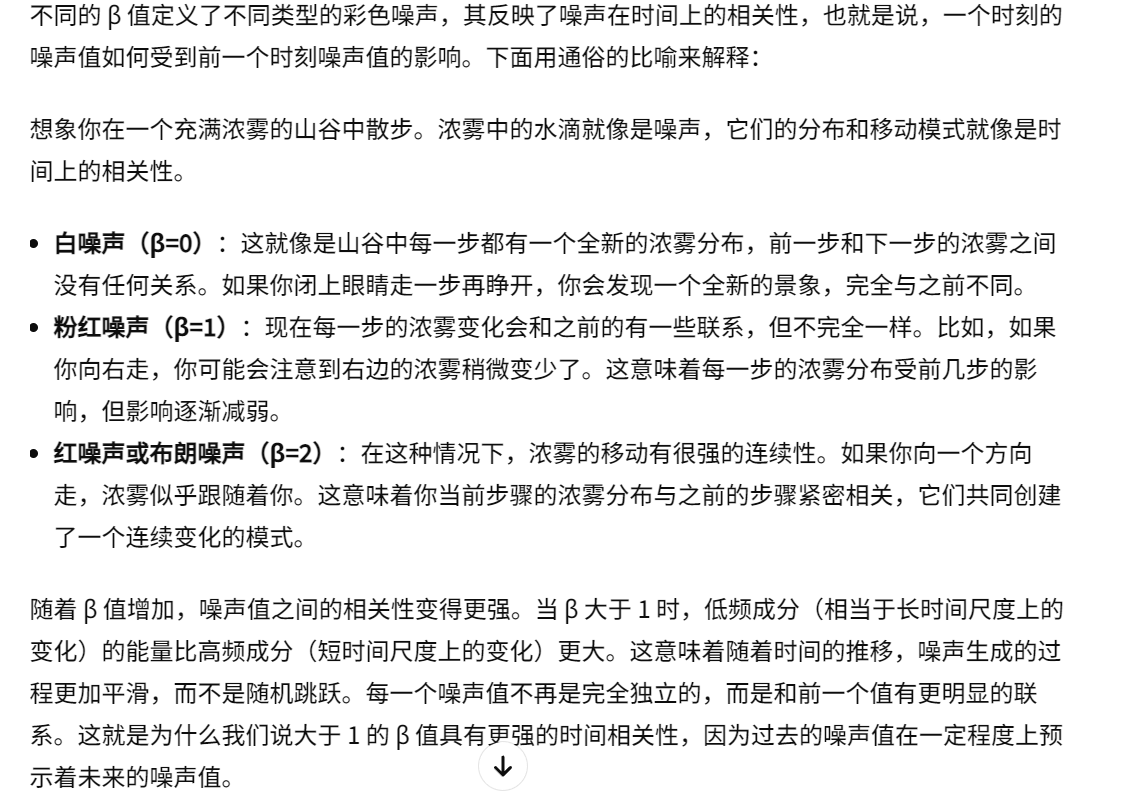 不同的 β 值定义了不同类型的彩色噪声，其反映了噪声在时间上的相关性，也就是说，一个时刻的
噪声值如何受到前一个时刻噪声值的影响。下面用通俗的比喻来解释：
想象你在一个充满浓雾的山谷中散步。浓雾中的水滴就像是噪声，它们的分布和移动模式就像是时
间上的相关性。
• 白噪声（β=0）：这就像是山谷中每一步都有一个全新的浓雾分布，前一步和下一步的浓雾之间
没有任何关系。如果你闭上眼睛走一步再睁开，你会发现一个全新的景象，完全与之前不同。
• 粉红噪声（β=1）：现在每一步的浓雾变化会和之前的有一些联系，但不完全一样。比如，如果
你向右走，你可能会注意到右边的浓雾稍微变少了。这意味着每一步的浓雾分布受前几步的影
响，但影响逐渐减弱。
• 红噪声或布朗噪声（β=2）：在这种情况下，浓雾的移动有很强的连续性。如果你向一个方向
走，浓雾似乎跟随着你。这意味着你当前步骤的浓雾分布与之前的步骤紧密相关，它们共同创建
了一个连续变化的模式。
随着 β 值增加，噪声值之间的相关性变得更强。当 β 大于 1 时，低频成分（相当于长时间尺度上的
变化）的能量比高频成分（短时间尺度上的变化）更大。这意味着随着时间的推移，噪声生成的过
程更加平滑，而不是随机跳跃。每一个噪声值不再是完全独立的，而是和前一个值有更明显的联
系。这就是为什么我们说大于 1 的 β 值具有更强的时间相关性，因为过去的噪声值在一定程度上预
示着未来的噪声值。